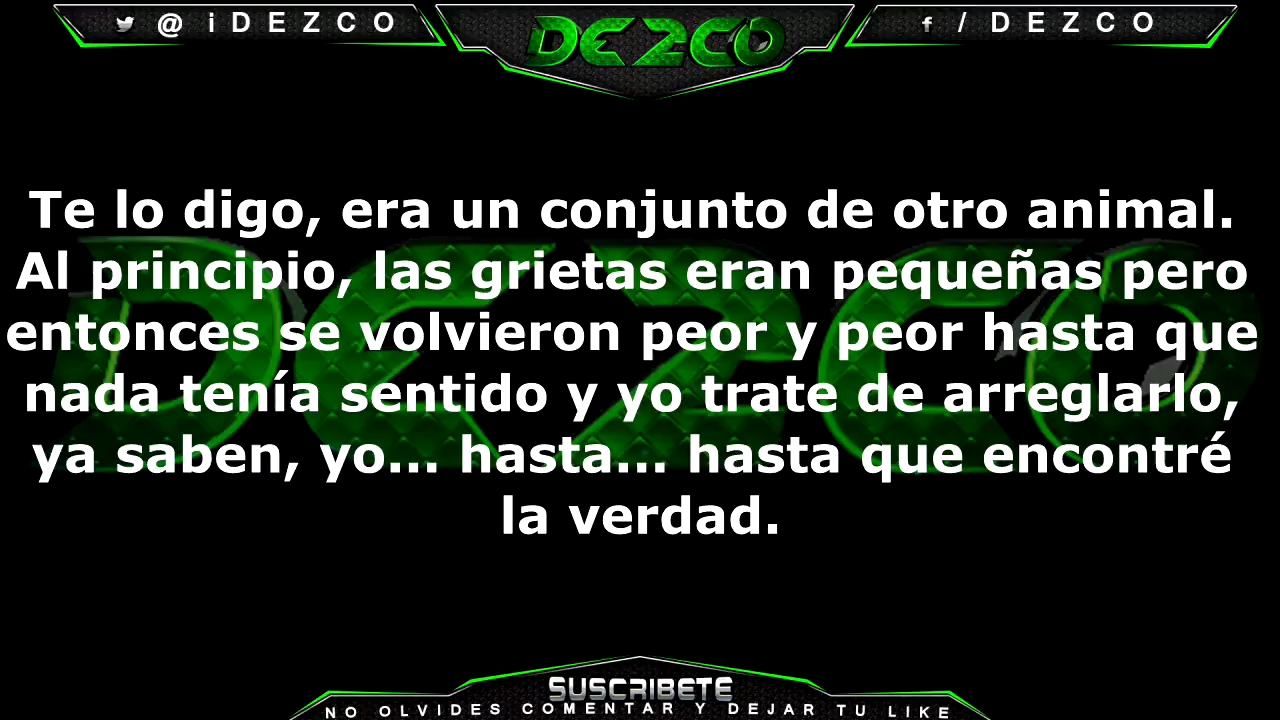 @iDEZCO
DEZCO
/DEZCO
Te lo digo, era un conjunto de otro animal.
Al principio, las grietas eran pequeñas pero
entonces se volvieron peor y peor hasta que
nada tenía sentido y yo trate de arreglarlo,
ya saben, yo... hasta... hasta que encontré
la verdad.
DEZCO
SUSCRIBETE
NO OLVIDES COMENTAR Y DEJAR TU LIKE